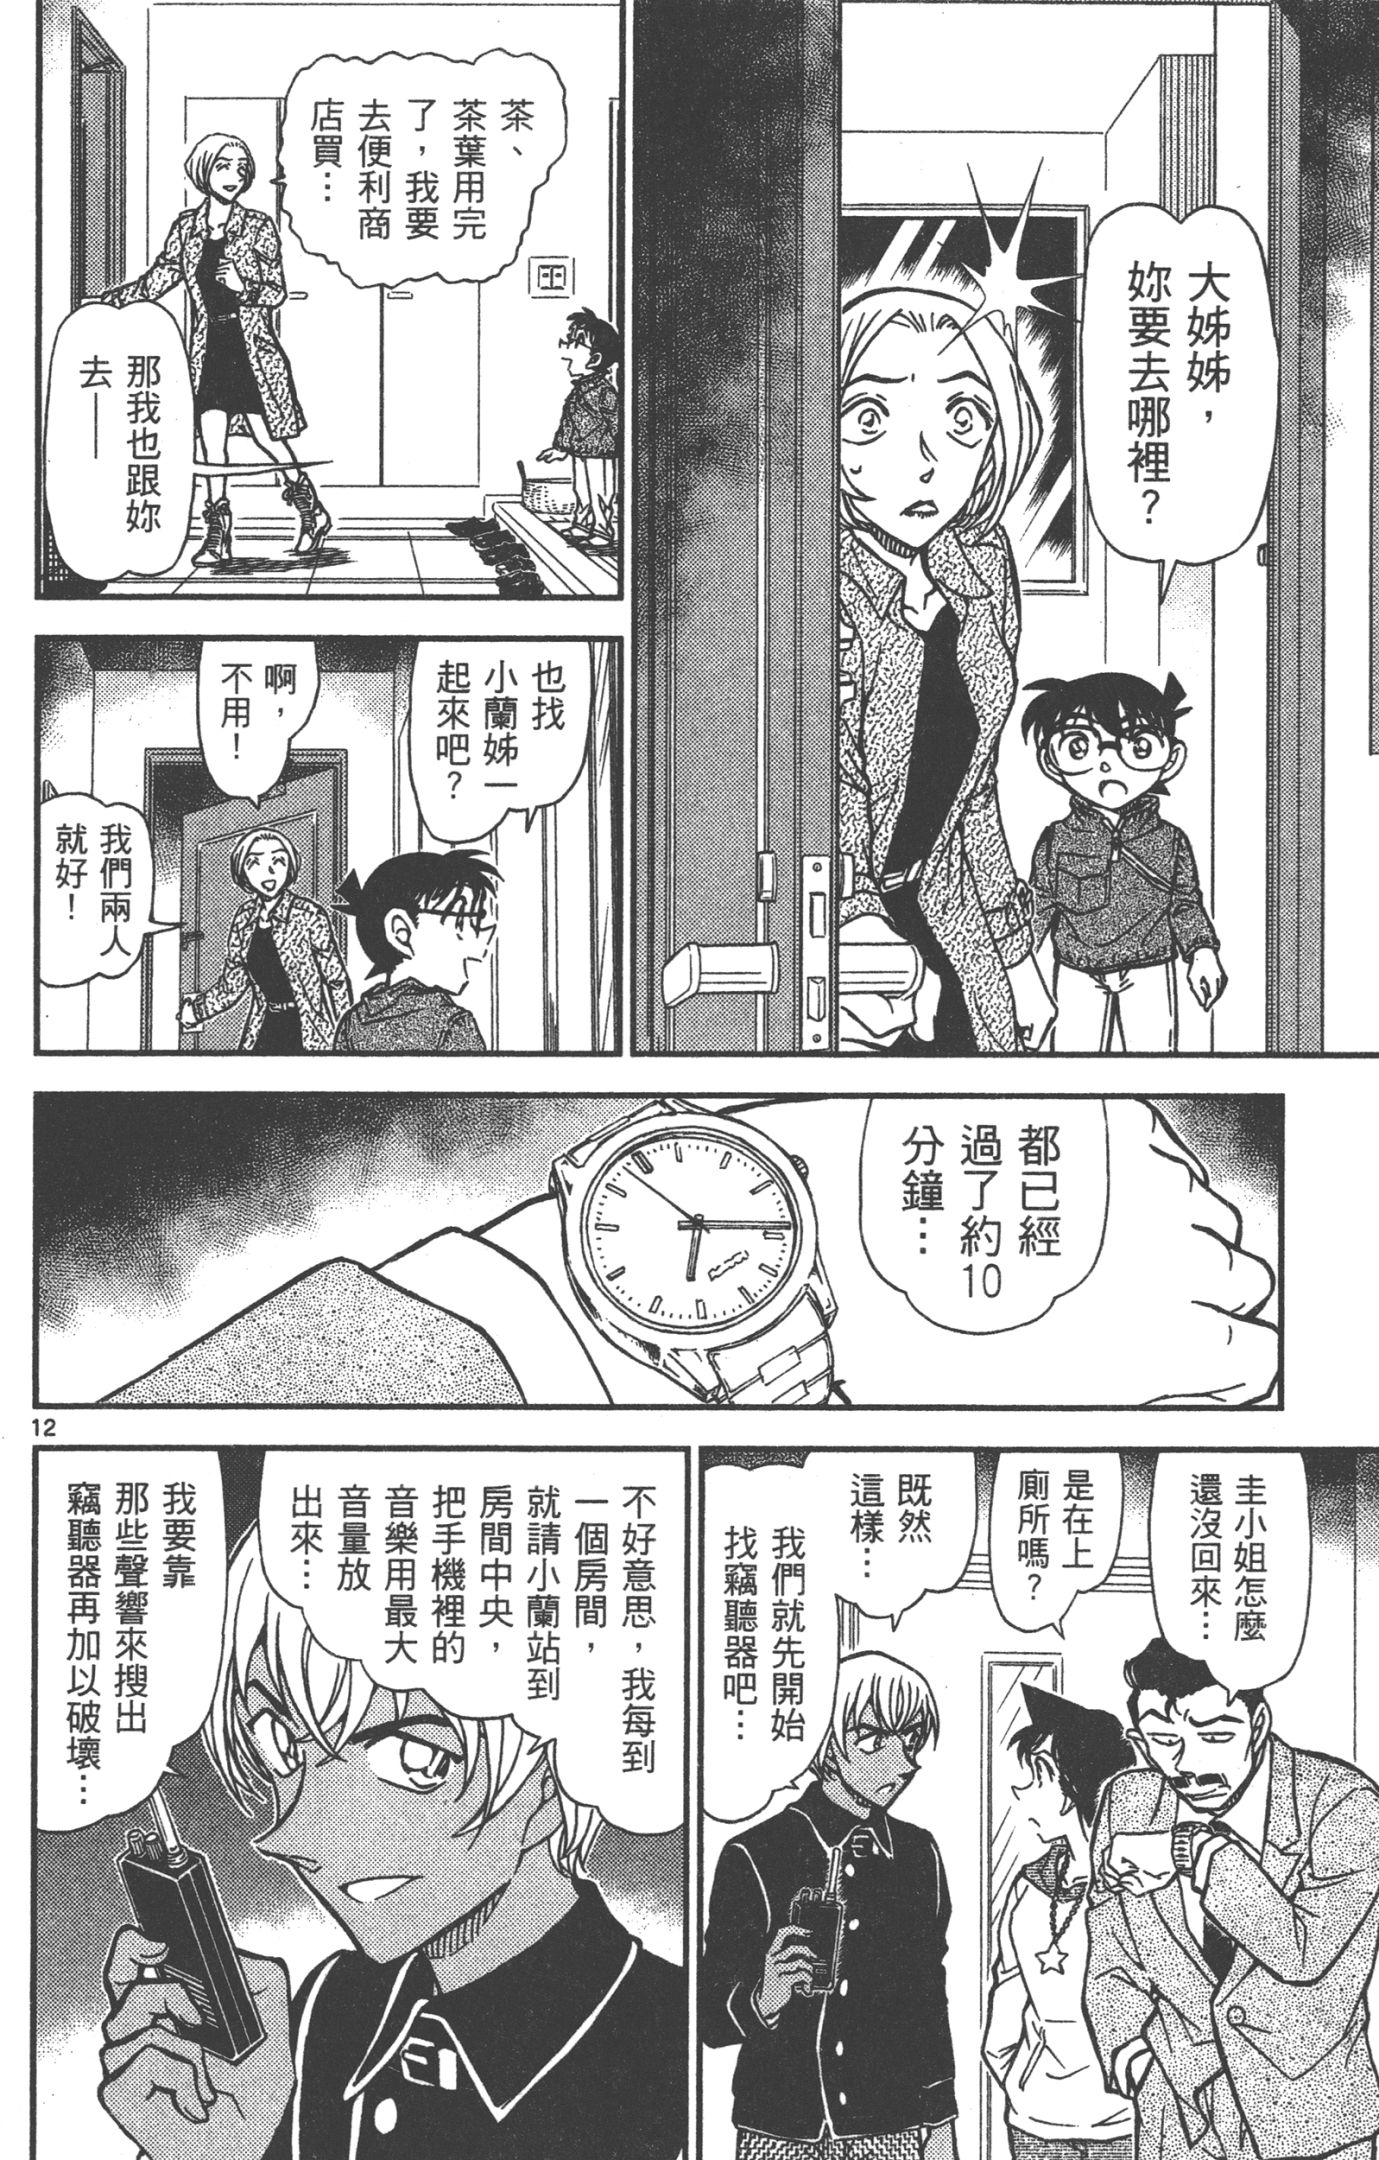 大姊姊，
妳要去哪裡？
茶、
茶葉用完
了，我要
去便利商
店買…
那我也跟妳
去——
也找
小蘭姊一
起來吧？
啊，
不用！
我們兩人
就好！
都已經
過了約10
分鐘…
圭小姐怎麼
還沒回來…
是在上
廁所嗎？
既然
這樣…
我們就先開始
找竊聽器吧…
不好意思，我每到
一個房間，
就請小蘭站到
房間中央，
把手機裡的
音樂用最大
音量放
出來…
我要靠
那些聲響來搜出
竊聽器再加以破壞…
12